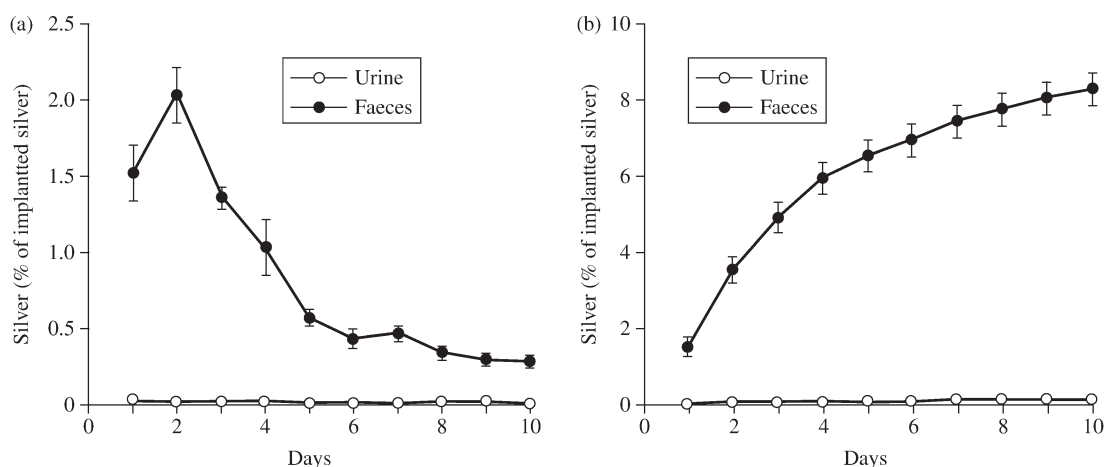 (a)
2.5
2.0
1.5
1.0
0.5
0
Silver (% of implantted silver)
Urine
Faeces
0 2 4 6 8 10
Days
(b)
10
8
6
4
2
0
Silver (% of implantted silver)
Urine
Faeces
0 2 4 6 8 10
Days